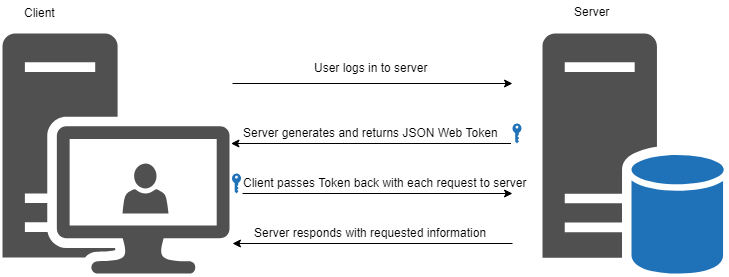 Client
Server
User logs in to server
Server generates and returns JSON Web Token
Client passes Token back with each request to server
Server responds with requested information